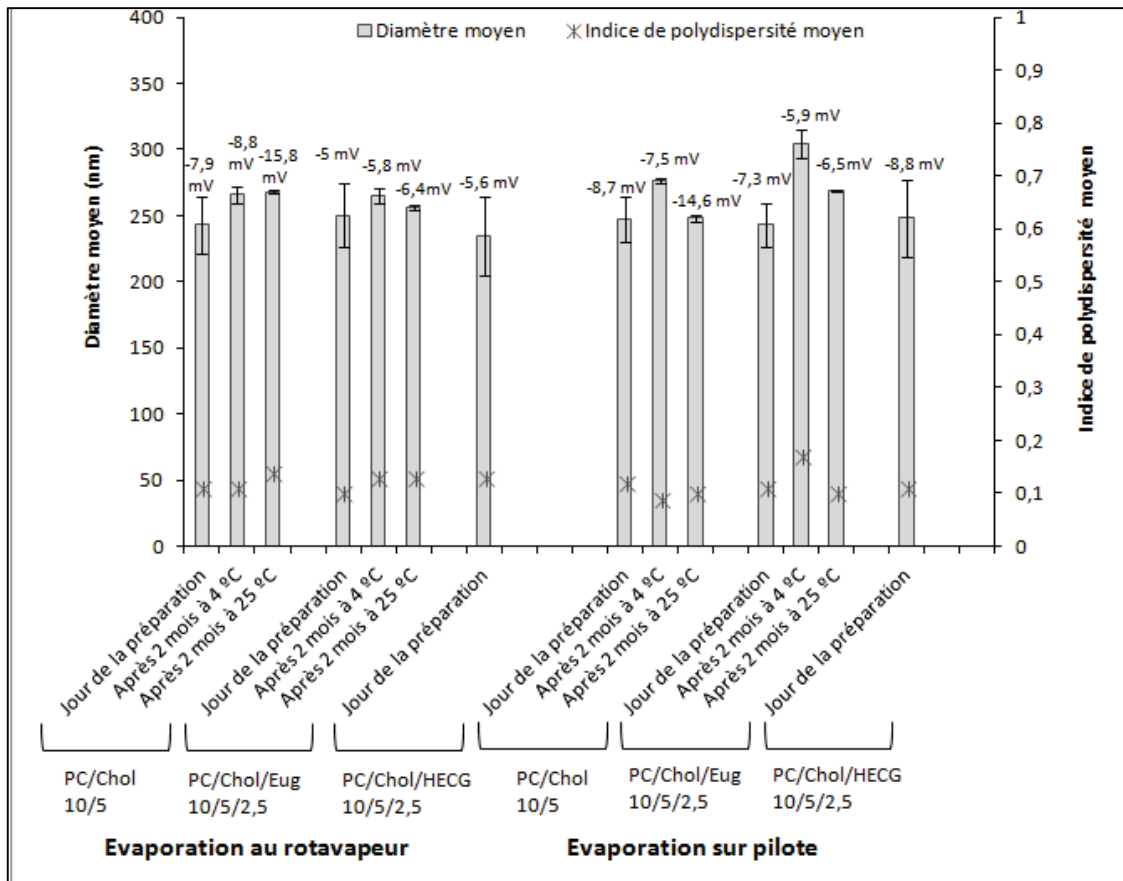 Diamètre moyen
Indice de polydispersité moyen
Diamètre moyen (nm)
400
350
300
250
200
150
100
50
0
-7,9
mV
-8,8
mV
-15,8
mV
-5 mV
-5,8 mV
-6,4 mV
-5,6 mV
-8,7 mV
-7,5 mV
-14,6 mV
-7,3 mV
-5,9 mV
-6,5mV
-8,8 mV
1
0,9
0,8
0,7
0,6
0,5
0,4
0,3
0,2
0,1
0
Indice de polydispersité moyen
Jour de la préparation
Après 2 mois à 4 ºC
Après 2 mois à 25 ºC
Jour de la préparation
Après 2 mois à 4 ºC
Après 2 mois à 25 ºC
Jour de la préparation
Jour de la préparation
Après 2 mois à 4 ºC
Après 2 mois à 25 ºC
Jour de la préparation
Après 2 mois à 4 ºC
Après 2 mois à 25 ºC
Jour de la préparation
PC/Chol
10/5
PC/Chol/Eug
10/5/2,5
PC/Chol/HECG
10/5/2,5
PC/Chol
10/5
PC/Chol/Eug
10/5/2,5
PC/Chol/HECG
10/5/2,5
Evaporation au rotavapeur
Evaporation sur pilote